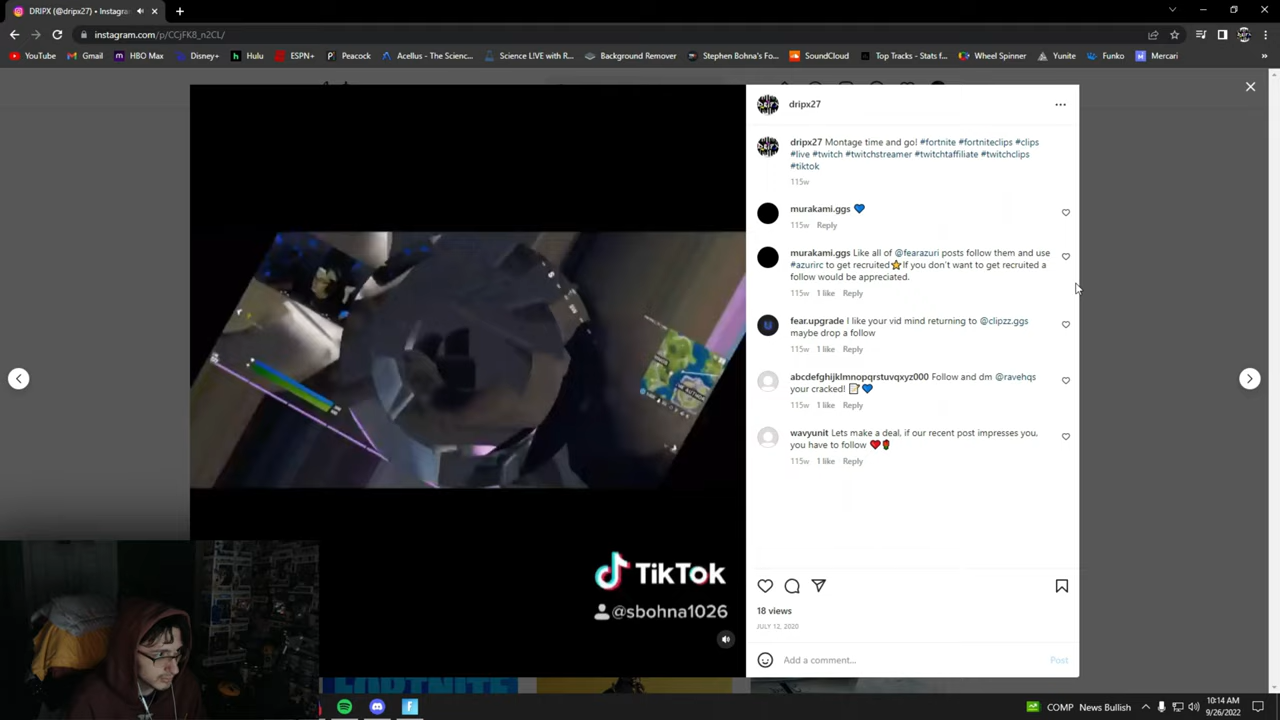 DRIPX (@dripx27) • Instagram
instagram.com/p/CCjFK8_n2CL/
YouTube
Gmail
HBO Max
Disney+
Hulu
ESPN+
Peacock
Acellus - The Scienc...
Science LIVE with R...
Background Remover
Stephen Bohna's Fo...
SoundCloud
Top Tracks - Stats f...
Wheel Spinner
Yunite
Funko
Mercari
dripx27
dripx27 Montage time and go! #fortnite #fortniteclips #clips
#live #twitch #twitchstreamer #twitchtaffiliate #twitchclips
#tiktok
115w
murakami.ggs 💙
115w Reply
murakami.ggs Like all of @fearazuri posts follow them and use
#azurirc to get recruited⭐If you don't want to get recruited a
follow would be appreciated.
115w 1 like Reply
fear.upgrade I like your vid mind returning to @clipzz.ggs
maybe drop a follow
115w 1 like Reply
abcdefghijklmnopqrstuvqxyz000 Follow and dm @ravehqs
your cracked! 📝💙
115w 1 like Reply
wavyunit Lets make a deal, if our recent post impresses you,
you have to follow ❤️🌹
115w 1 like Reply
TikTok
@sbohna1026
18 views
JULY 12, 2020
Add a comment...
Post
COMP News Bullish
10:14 AM
9/26/2022